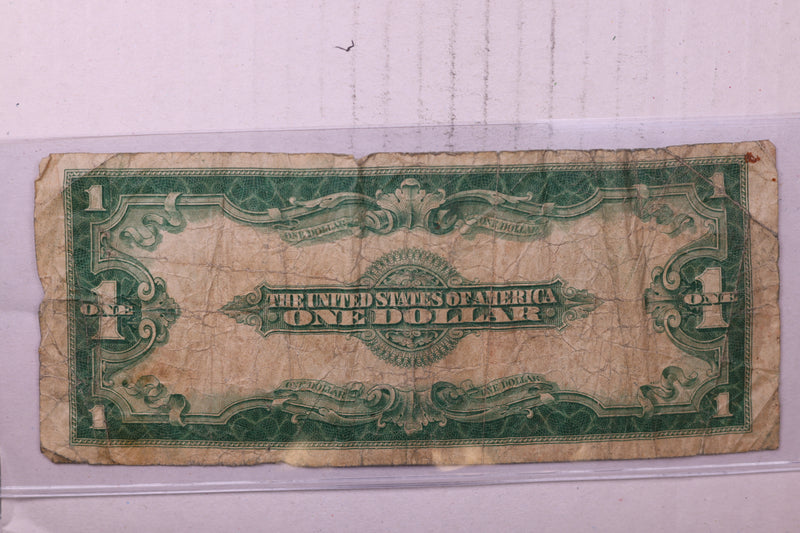 1 1
ONE DOLLAR ONE DOLLAR
1 ONE THE UNITED STATES OF AMERICA 1 ONE
ONE DOLLAR
ONE DOLLAR ONE DOLLAR
1 1